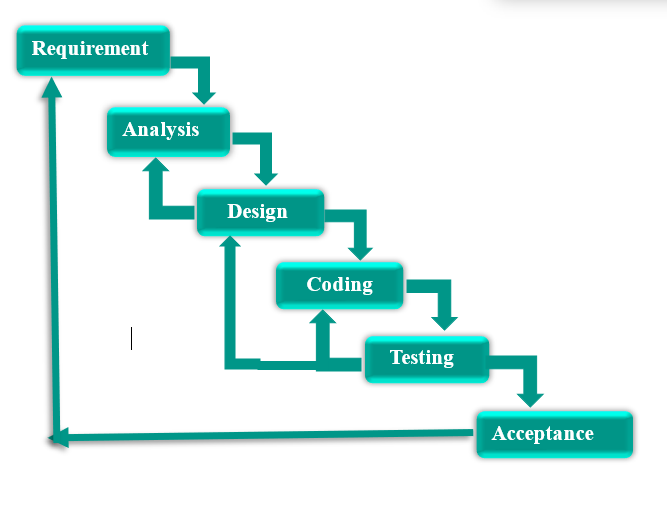 Requirement
Analysis
Design
Coding
Testing
Acceptance